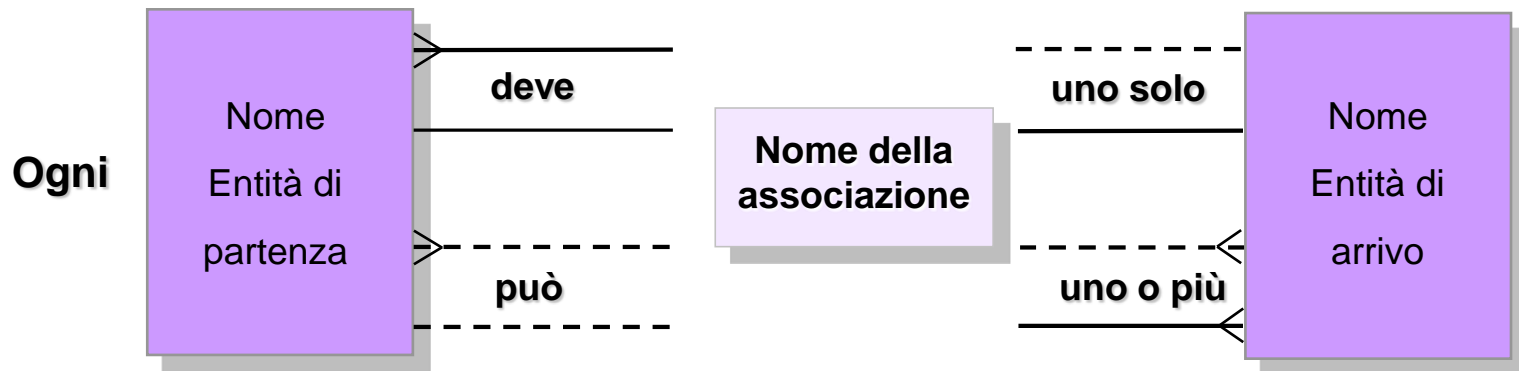 Ogni
Nome
Entità di
partenza
deve
può
Nome della
associazione
uno solo
uno o più
Nome
Entità di
arrivo